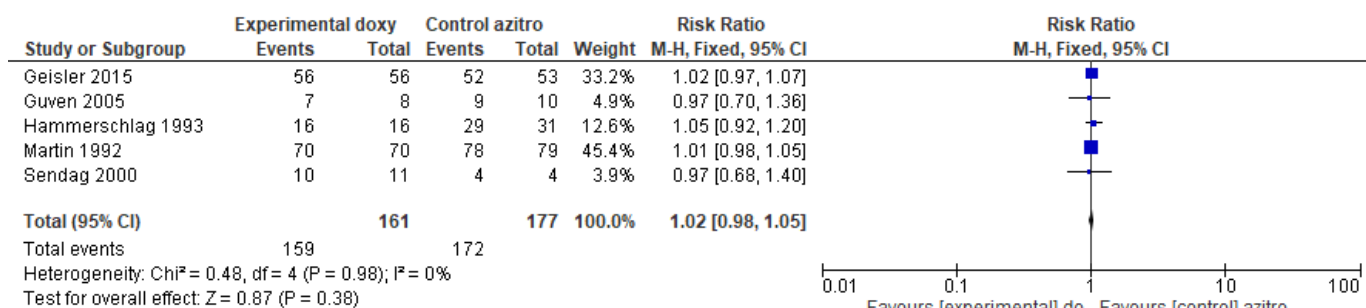 Experimental doxy Control azitro Risk Ratio Risk Ratio
Study or Subgroup Events Total Events Total Weight M-H, Fixed, 95% CI M-H, Fixed, 95% CI
Geisler 2015 56 56 52 53 33.2% 1.02 [0.97, 1.07]
Guven 2005 7 8 9 10 4.9% 0.97 [0.70, 1.36]
Hammerschlag 1993 16 16 29 31 12.6% 1.05 [0.92, 1.20]
Martin 1992 70 70 78 79 45.4% 1.01 [0.98, 1.05]
Sendag 2000 10 11 4 4 3.9% 0.97 [0.68, 1.40]
Total (95% CI) 161 177 100.0% 1.02 [0.98, 1.05]
Total events 159 172
Heterogeneity: Chi² = 0.48, df = 4 (P = 0.98); I² = 0%
Test for overall effect: Z = 0.87 (P = 0.38)
0.01 0.1 1 10 100
Favours [experimental] do Favours [control] azitro